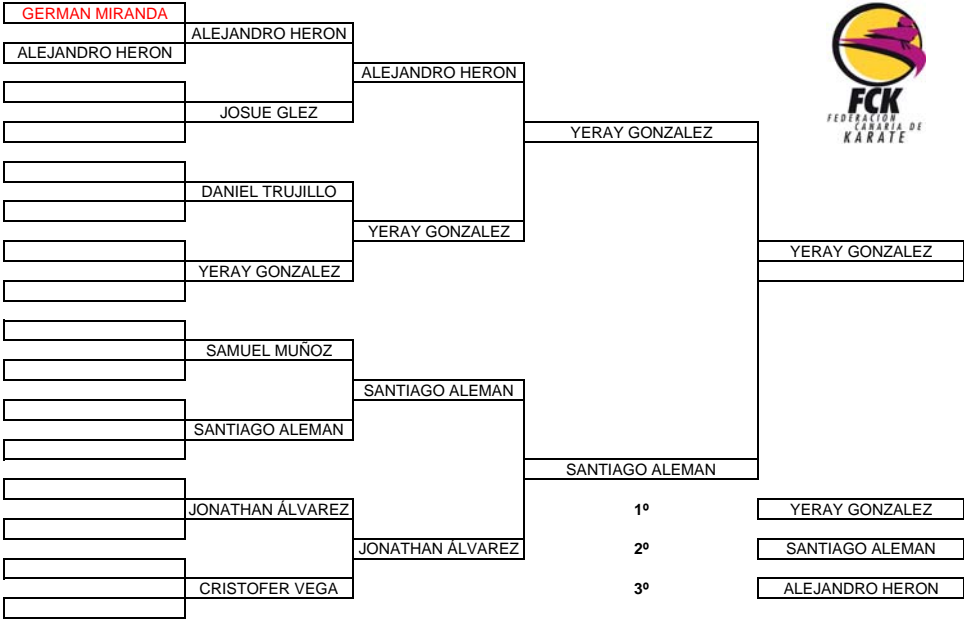 GERMAN MIRANDA
ALEJANDRO HERON
ALEJANDRO HERON
ALEJANDRO HERON
JOSUE GLEZ
YERAY GONZALEZ
DANIEL TRUJILLO
YERAY GONZALEZ
YERAY GONZALEZ
YERAY GONZALEZ
SAMUEL MUÑOZ
SANTIAGO ALEMAN
SANTIAGO ALEMAN
SANTIAGO ALEMAN
JONATHAN ÁLVAREZ
JONATHAN ÁLVAREZ
CRISTOFER VEGA
1º YERAY GONZALEZ
2º SANTIAGO ALEMAN
3º ALEJANDRO HERON
FCK
FEDERACIÓN
CANARIA DE
KARATE